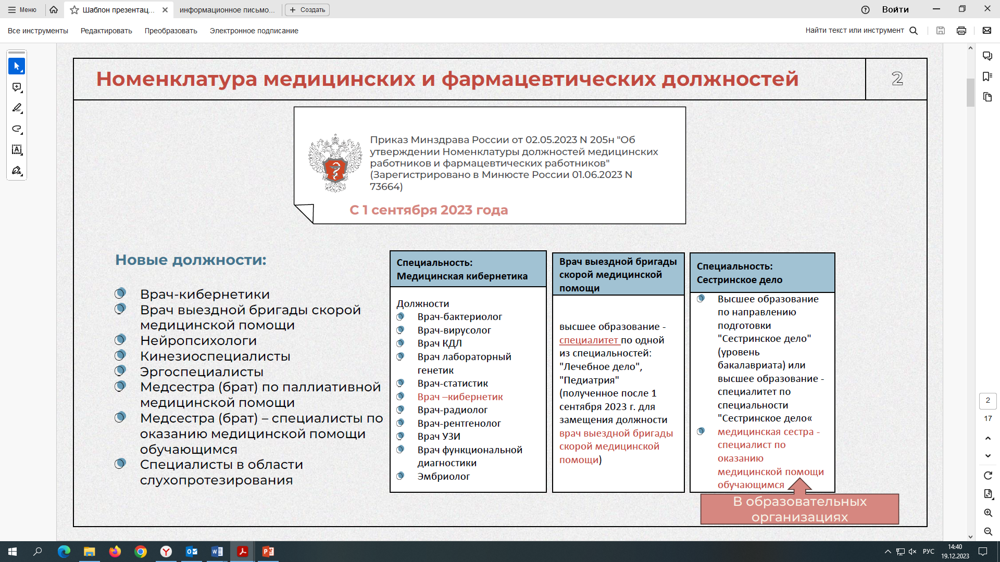 Меню
Шаблон презентац...
информационное письмо...
Создать
Войти
Все инструменты
Редактировать
Преобразовать
Электронное подписание
Найти текст или инструмент
Номенклатура медицинских и фармацевтических должностей
2
Приказ Минздрава России от 02.05.2023 N 205н "Об
утверждении Номенклатуры должностей медицинских
работников и фармацевтических работников"
(Зарегистрировано в Минюсте России 01.06.2023 N
73664)
С 1 сентября 2023 года
Новые должности:
Врач-кибернетики
Врач выездной бригады скорой
медицинской помощи
Нейропсихологи
Кинезиоспециалисты
Эргоспециалисты
Медсестра (брат) по паллиативной
медицинской помощи
Медсестра (брат) – специалисты по
оказанию медицинской помощи
обучающимся
Специалисты в области
слухопротезирования
Специальность:
Медицинская кибернетика
Должности
Врач-бактериолог
Врач-вирусолог
Врач КДЛ
Врач лабораторный
генетик
Врач-статистик
Врач –кибернетик
Врач-радиолог
Врач-рентгенолог
Врач УЗИ
Врач функциональной
диагностики
Эмбриолог
Врач выездной бригады
скорой медицинской
помощи
высшее образование -
специалитет по одной
из специальностей:
"Лечебное дело",
"Педиатрия"
(полученное после 1
сентября 2023 г. для
замещения должности
врач выездной бригады
скорой медицинской
помощи)
Специальность:
Сестринское дело
Высшее образование
по направлению
подготовки
"Сестринское дело"
(уровень
бакалавриата) или
высшее образование -
специалитет по
специальности
"Сестринское дело«
медицинская сестра -
специалист по
оказанию
медицинской помощи
обучающимся
В образовательных
организациях
2
17
РУС
14:40
19.12.2023